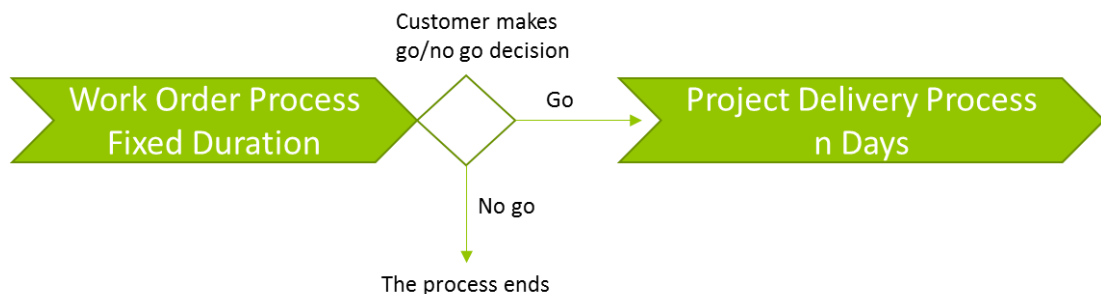 Customer makes
go/no go decision
Work Order Process
Fixed Duration
Go
Project Delivery Process
n Days
No go
The process ends